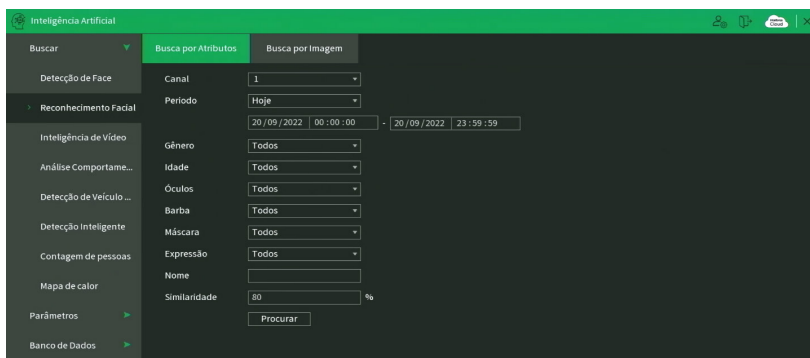 Inteligência Artificial
Cloud
Buscar
Busca por Atributos
Busca por Imagem
Detecção de Face
Reconhecimento Facial
Inteligência de Vídeo
Análise Comportame...
Detecção de Veículo ...
Detecção Inteligente
Contagem de pessoas
Mapa de calor
Parâmetros
Banco de Dados
Canal 1
Periodo Hoje
20/09/2022 00:00:00 - 20/09/2022 23:59:59
Gênero Todos
Idade Todos
Óculos Todos
Barba Todos
Máscara Todos
Expressão Todos
Nome
Similaridade 80 %
Procurar